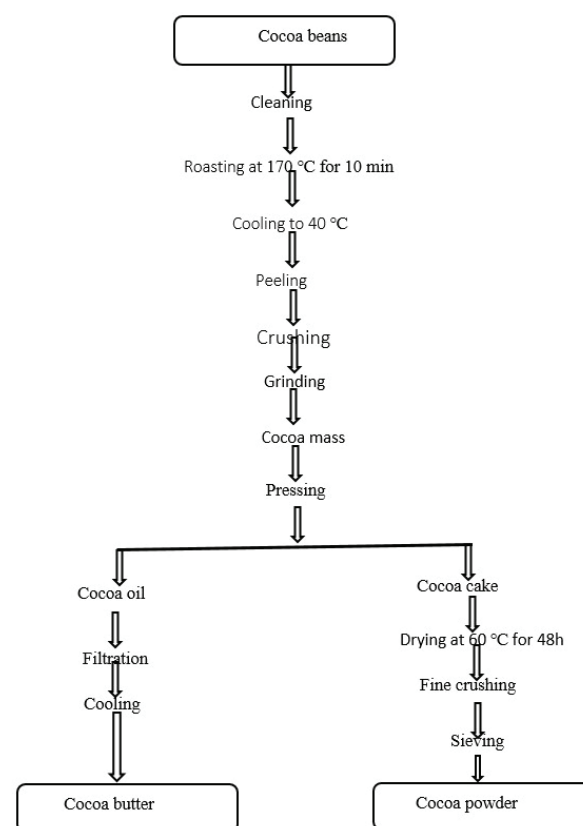 Cocoa beans
Cleaning
Roasting at 170 °C for 10 min
Cooling to 40 °C
Peeling
Crushing
Grinding
Cocoa mass
Pressing
Cocoa oil
Filtration
Cooling
Cocoa butter
Cocoa cake
Drying at 60 °C for 48h
Fine crushing
Sieving
Cocoa powder